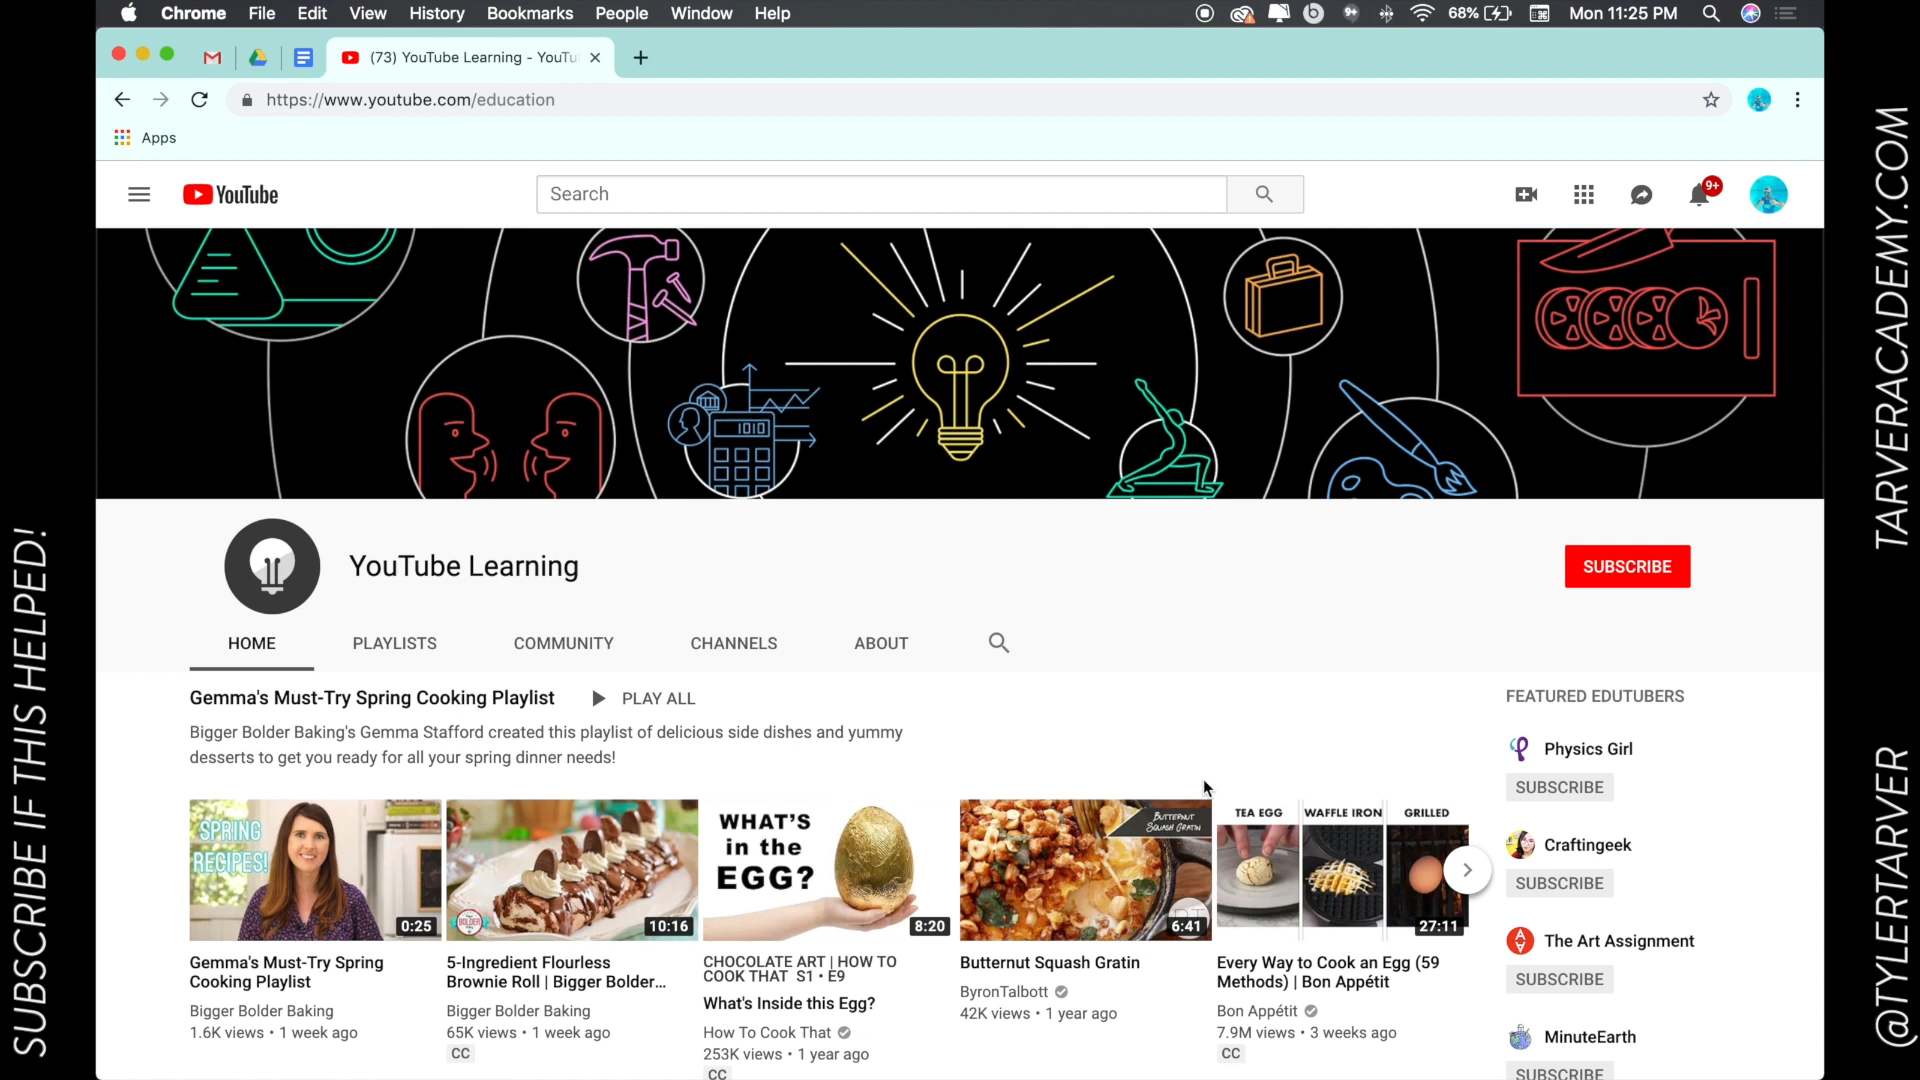 Chrome File Edit View History Bookmarks People Window Help
9+ 68% Mon 11:25 PM
(73) YouTube Learning - YouTu
https://www.youtube.com/education
Apps
YouTube
Search
9+
1010
YouTube Learning
SUBSCRIBE
HOME PLAYLISTS COMMUNITY CHANNELS ABOUT
Gemma's Must-Try Spring Cooking Playlist PLAY ALL
Bigger Bolder Baking's Gemma Stafford created this playlist of delicious side dishes and yummy
desserts to get you ready for all your spring dinner needs!
SPRING
RECIPES!
0:25
Gemma's Must-Try Spring
Cooking Playlist
Bigger Bolder Baking
1.6K views • 1 week ago
BOLDER
10:16
5-Ingredient Flourless
Brownie Roll | Bigger Bolder...
Bigger Bolder Baking
65K views • 1 week ago
CC
WHAT'S
in the
EGG?
8:20
CHOCOLATE ART | HOW TO
COOK THAT S1 • E9
What's Inside this Egg?
How To Cook That
253K views • 1 year ago
CC
BUTTERNUT
SQUASH GRATIN
6:41
Butternut Squash Gratin
ByronTalbott
42K views • 1 year ago
TEA EGG WAFFLE IRON GRILLED
27:11
Every Way to Cook an Egg (59
Methods) | Bon Appétit
Bon Appétit
7.9M views • 3 weeks ago
CC
FEATURED EDUTUBERS
Physics Girl
SUBSCRIBE
Craftingeek
SUBSCRIBE
The Art Assignment
SUBSCRIBE
MinuteEarth
SUBSCRIBE
SUBSCRIBE IF THIS HELPED!
TARVERACADEMY.COM
@TYLERTARVER